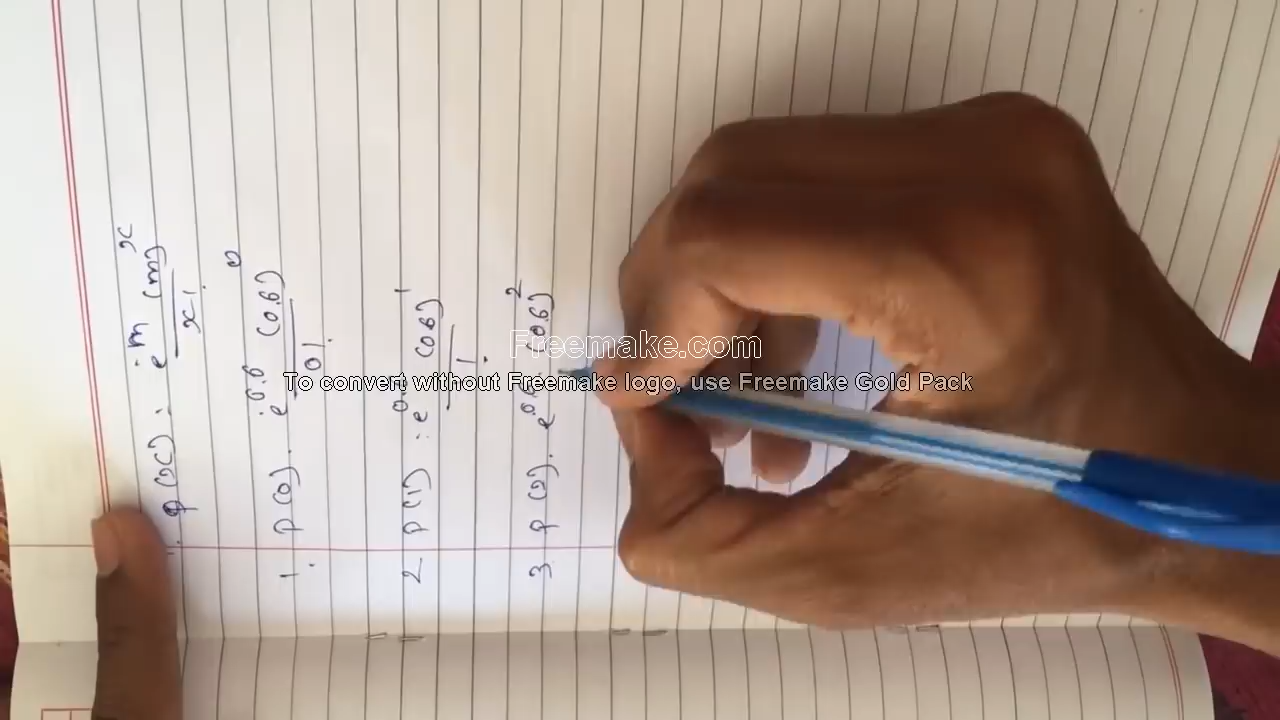 ∴ p(x) = e^-m (m)^x / x!
1. p(0) = e^-0.6 (0.6)^0 / 0!
2 p(1) = e^-0.6 (0.6)^1 / 1!
3 p(2) = e^-0.6 (0.6)^2
Freemake.com
To convert without Freemake logo, use Freemake Gold Pack